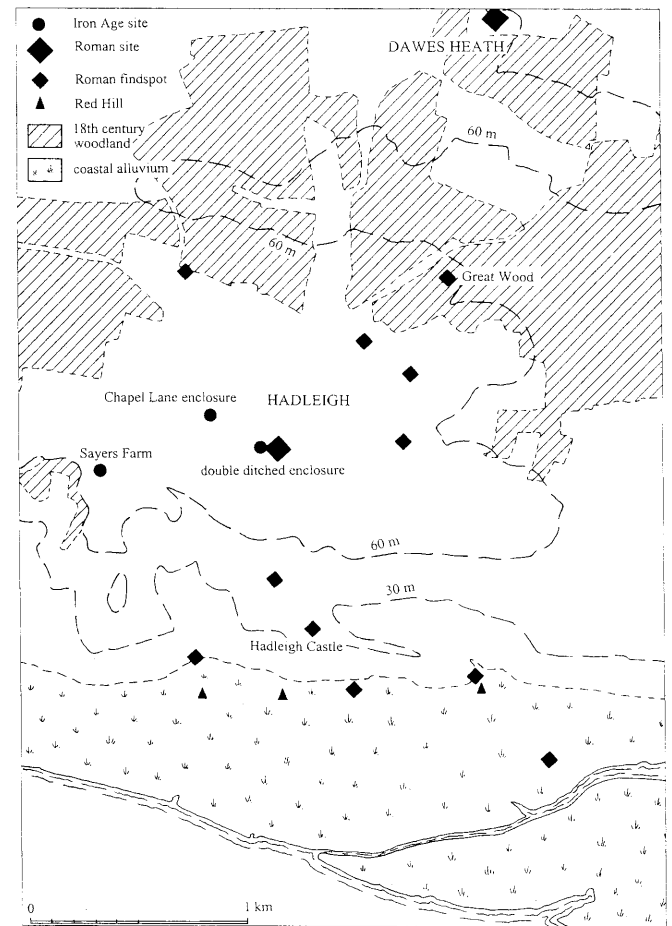 Iron Age site
Roman site
Roman findspot
Red Hill
18th century
woodland
coastal alluvium
DAWES HEATH
60 m
60 m
Great Wood
Chapel Lane enclosure
HADLEIGH
Sayers Farm
double ditched enclosure
60 m
30 m
Hadleigh Castle
0
1 km